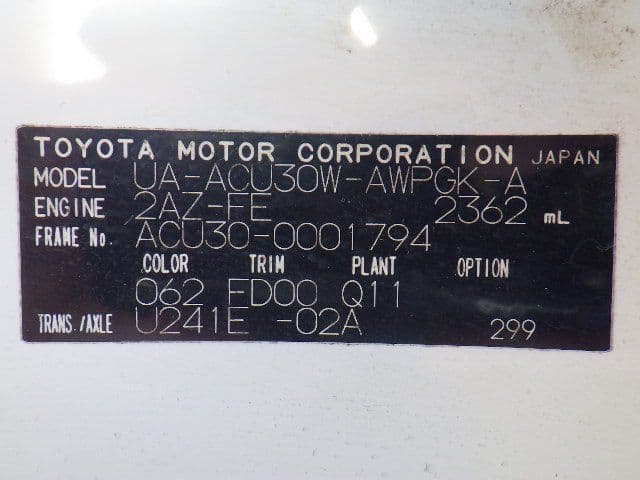 TOYOTA MOTOR CORPORATION JAPAN
MODEL UA-ACU30W-AWPGK-A
ENGINE 2AZ-FE 2362 mL
FRAME No. ACU30-0001794
COLOR TRIM PLANT OPTION
062 FD00 Q11
TRANS./AXLE U241E -02A 299